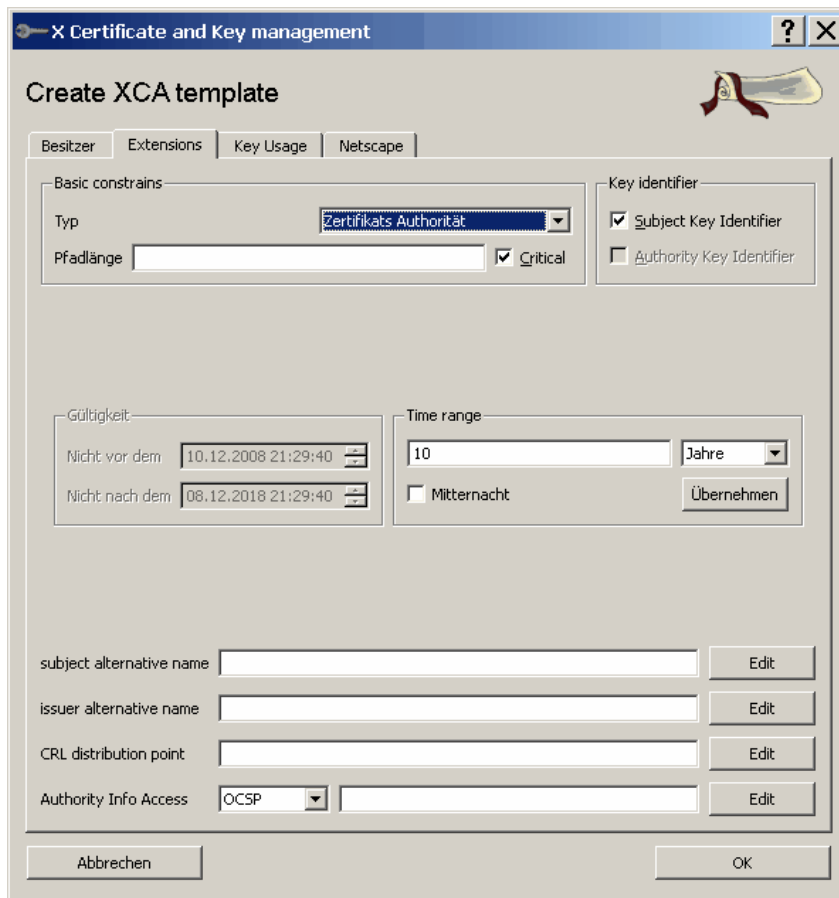 X Certificate and Key management
Create XCA template
Besitzer Extensions Key Usage Netscape
Basic constrains
Typ Zertifikats Authorität
Pfadlänge Critical
Key identifier
Subject Key Identifier
Authority Key Identifier
Gültigkeit
Nicht vor dem 10.12.2008 21:29:40
Nicht nach dem 08.12.2018 21:29:40
Time range
10 Jahre
Mitternacht Übernehmen
subject alternative name Edit
issuer alternative name Edit
CRL distribution point Edit
Authority Info Access OCSP Edit
Abbrechen OK